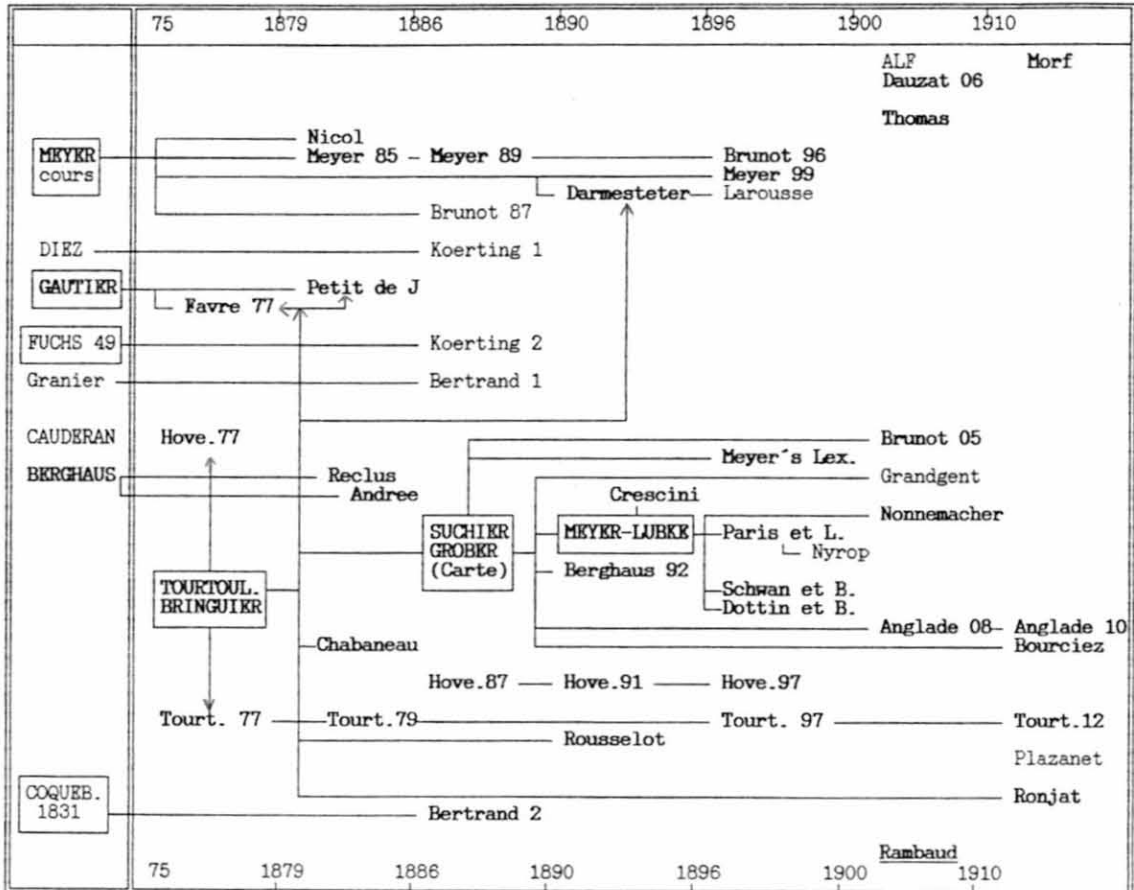 75 1879 1886 1890 1896 1900 1910
ALF Morf
Dauzat 06
Thomas
Nicol
MEYER Meyer 85 - Meyer 89 Brunot 96
cours Meyer 99
Darmesteter Larousse
Brunot 87
DIEZ Koerting 1
GAUTIER Petit de J
Favre 77
FUCHS 49 Koerting 2
Granier Bertrand 1
CAUDERAN Hove.77 Brunot 05
Meyer's Lex.
BERGHAUS Reclus Grandgent
Andree Crescini
SUCHIER Nonnemacher
GROBER MEYER-LUBKE Paris et L.
(Carte) Nyrop
Berghaus 92
TOURTOUL. Schwan et B.
BRINGUIER Dottin et B.
Anglade 08 Anglade 10
Chabaneau Bourciez
Hove.87 Hove.91 Hove.97
Tourt. 77 Tourt.79 Tourt. 97 Tourt.12
Rousselot
Plazanet
COQUEB. Ronjat
1831
Bertrand 2
Rambaud
75 1879 1886 1890 1896 1900 1910